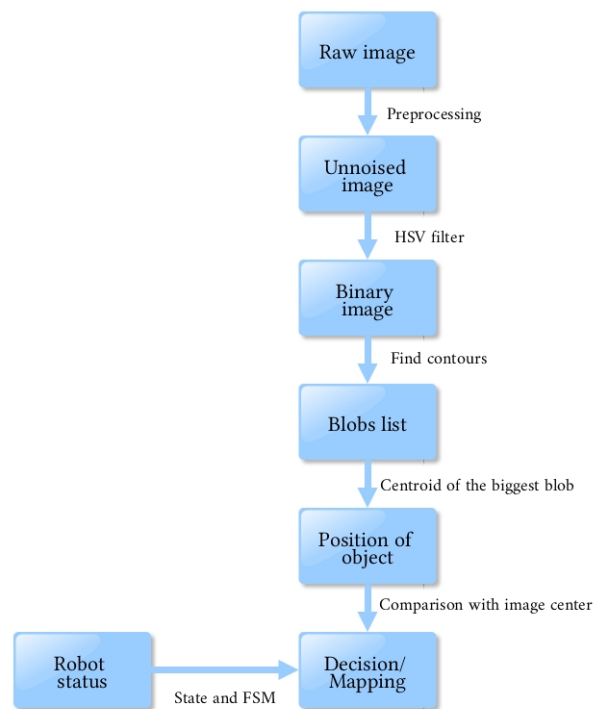 Raw image
Preprocessing
Unnoised
image
HSV filter
Binary
image
Find contours
Blobs list
Centroid of the biggest blob
Position of
object
Comparison with image center
Robot
status
State and FSM
Decision/
Mapping